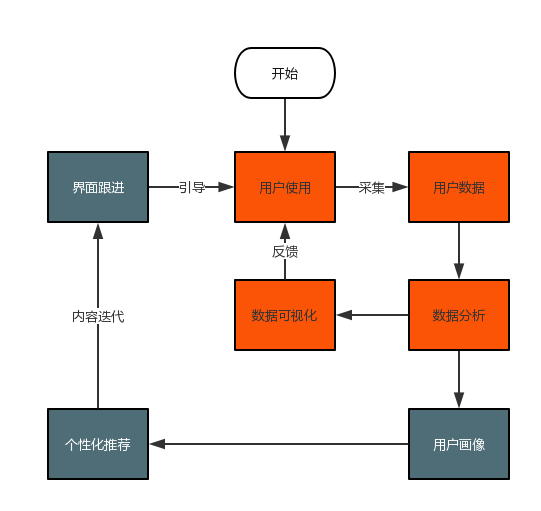 开始
界面跟进
引导
用户使用
采集
用户数据
反馈
数据可视化
数据分析
内容迭代
个性化推荐
用户画像